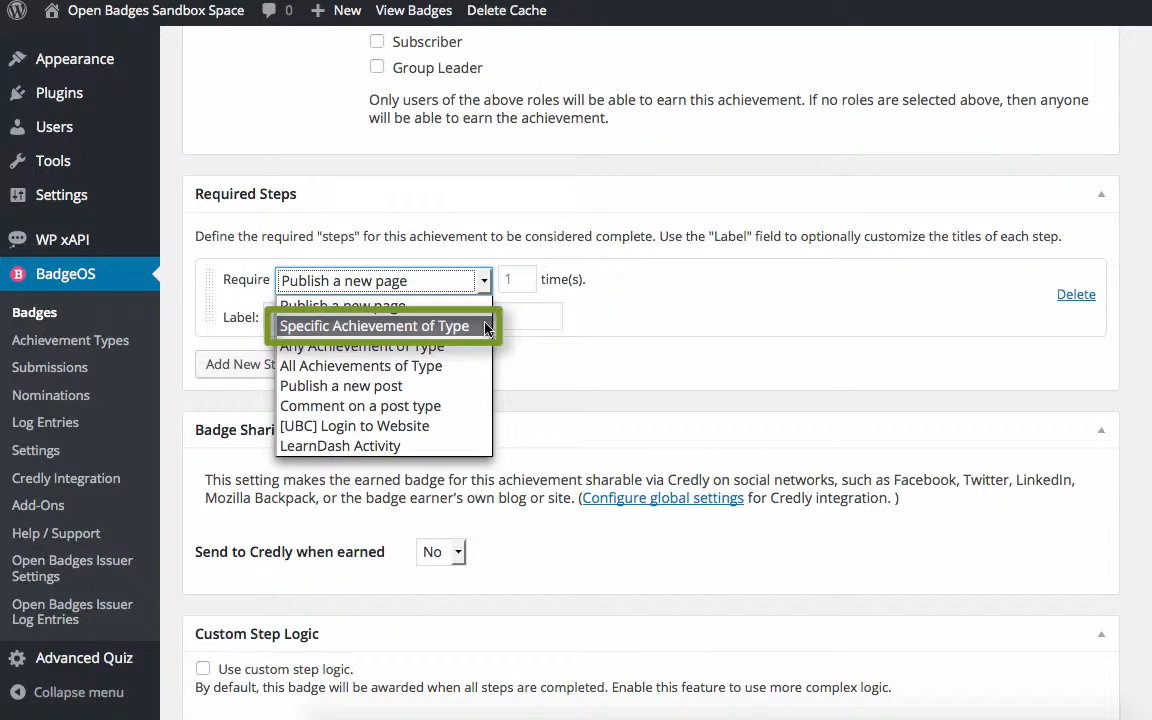 Open Badges Sandbox Space 0 New View Badges Delete Cache
Appearance
Plugins
Users
Tools
Settings
WP xAPI
BadgeOS
Badges
Achievement Types
Submissions
Nominations
Log Entries
Settings
Credly Integration
Add-Ons
Help / Support
Open Badges Issuer
Settings
Open Badges Issuer
Log Entries
Advanced Quiz
Collapse menu
Subscriber
Group Leader
Only users of the above roles will be able to earn this achievement. If no roles are selected above, then anyone
will be able to earn the achievement.
Required Steps
Define the required "steps" for this achievement to be considered complete. Use the "Label" field to optionally customize the titles of each step.
Require Publish a new page 1 time(s).
Delete
Label:
Publish a new page
Specific Achievement of Type
Any Achievement of Type
All Achievements of Type
Publish a new post
Comment on a post type
[UBC] Login to Website
LearnDash Activity
Add New St
Badge Shari
This setting makes the earned badge for this achievement sharable via Credly on social networks, such as Facebook, Twitter, LinkedIn,
Mozilla Backpack, or the badge earner's own blog or site. (Configure global settings for Credly integration. )
Send to Credly when earned No
Custom Step Logic
Use custom step logic.
By default, this badge will be awarded when all steps are completed. Enable this feature to use more complex logic.